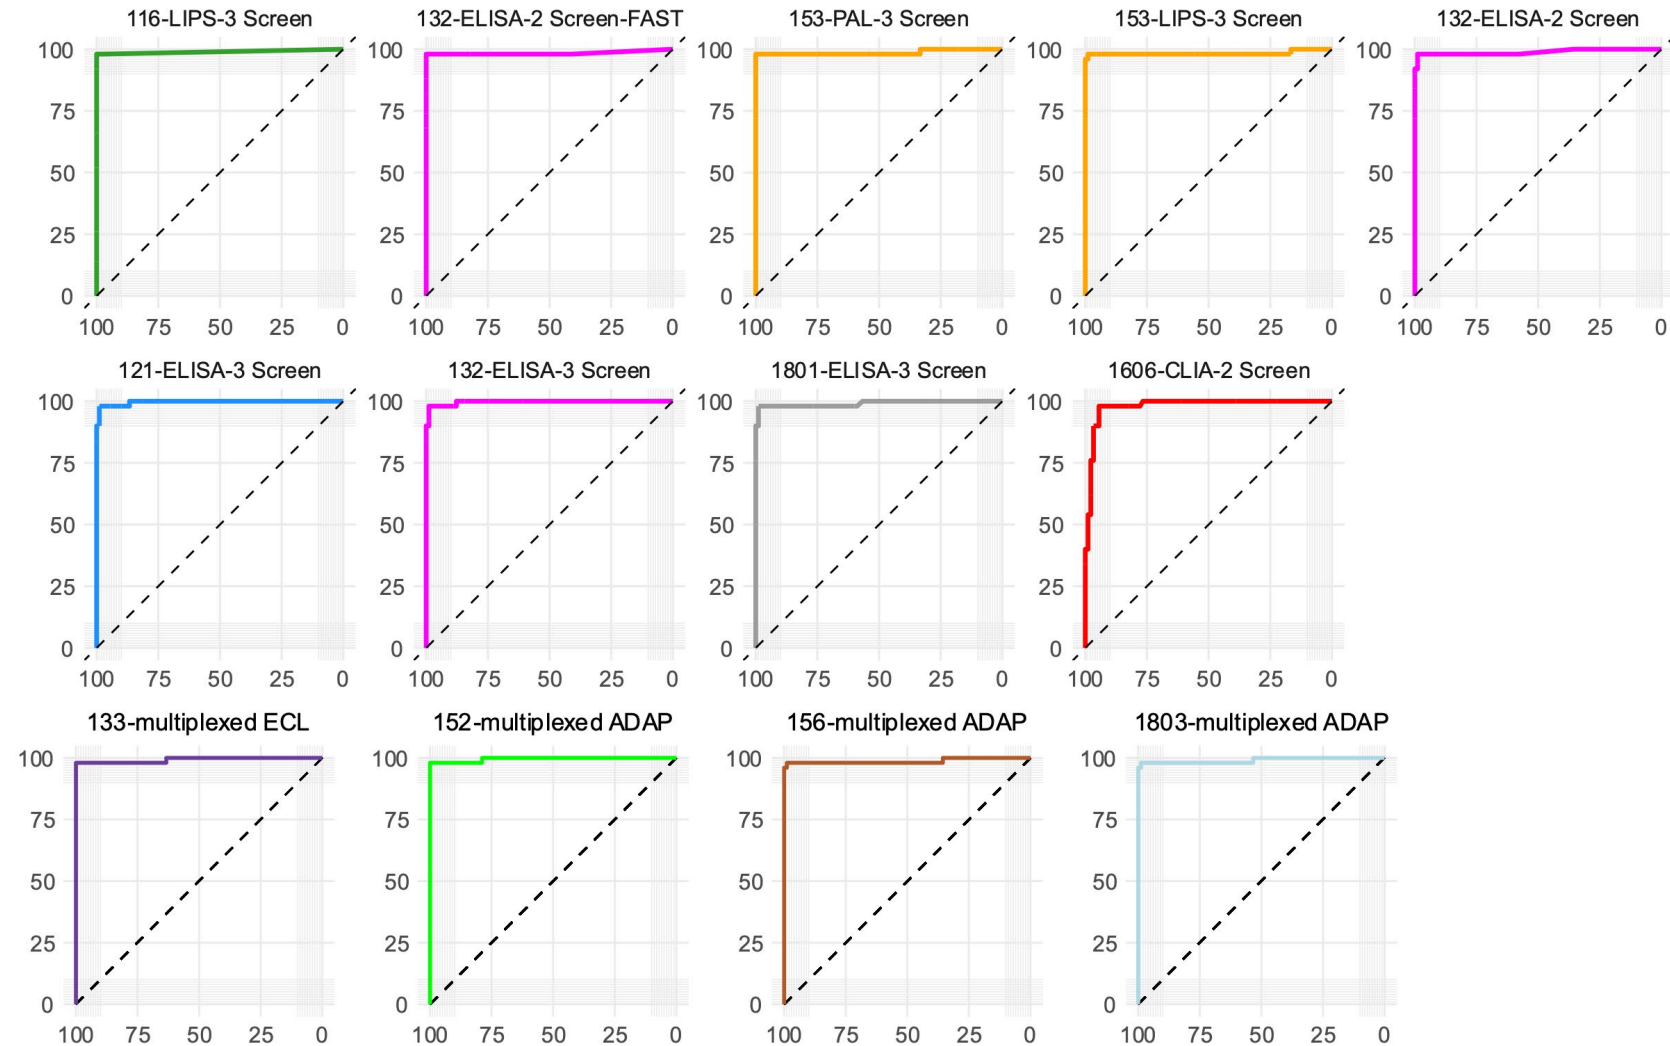 116-LIPS-3 Screen
132-ELISA-2 Screen-FAST
153-PAL-3 Screen
153-LIPS-3 Screen
132-ELISA-2 Screen
100 100 100 100 100
75 75 75 75 75
50 50 50 50 50
25 25 25 25 25
0 0 0 0 0
100 75 50 25 0 100 75 50 25 0 100 75 50 25 0 100 75 50 25 0 100 75 50 25 0
121-ELISA-3 Screen
132-ELISA-3 Screen
1801-ELISA-3 Screen
1606-CLIA-2 Screen
100 100 100 100
75 75 75 75
50 50 50 50
25 25 25 25
0 0 0 0
100 75 50 25 0 100 75 50 25 0 100 75 50 25 0 100 75 50 25 0
133-multiplexed ECL
152-multiplexed ADAP
156-multiplexed ADAP
1803-multiplexed ADAP
100 100 100 100
75 75 75 75
50 50 50 50
25 25 25 25
0 0 0 0
100 75 50 25 0 100 75 50 25 0 100 75 50 25 0 100 75 50 25 0